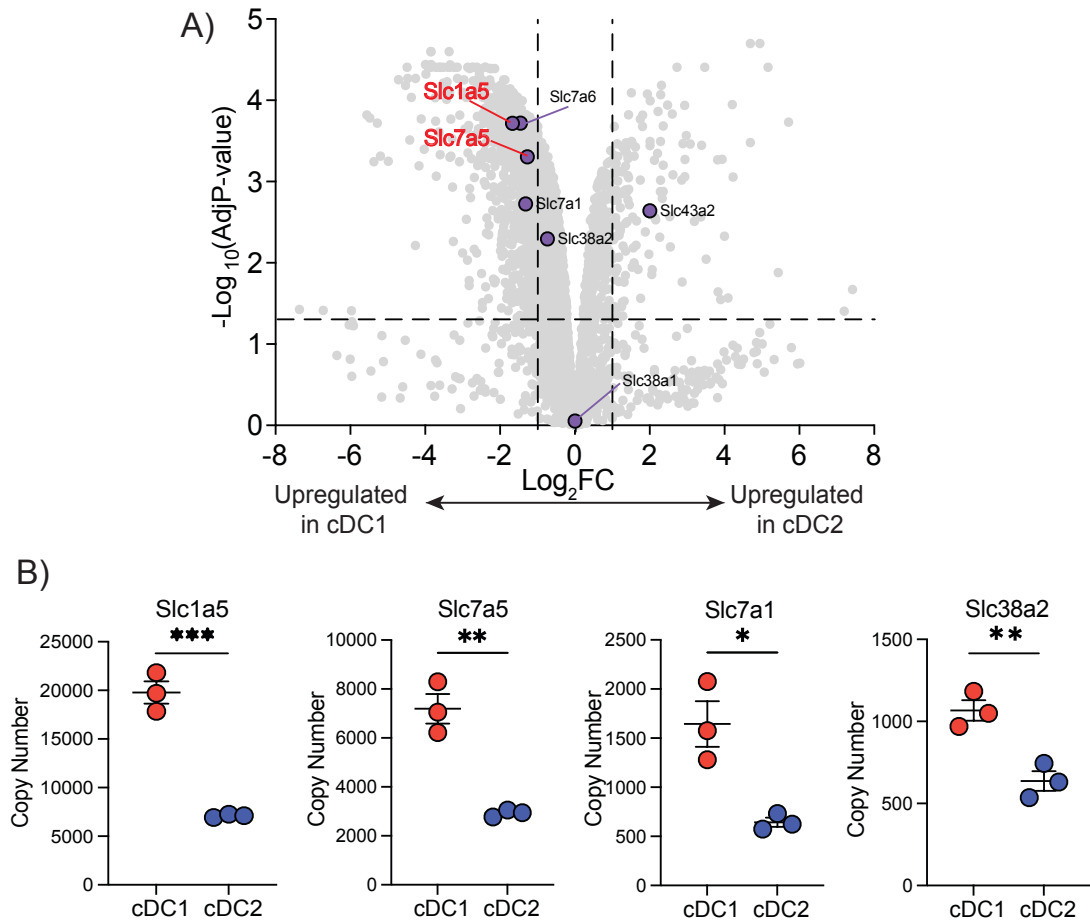 A)
5
4
3
2
1
0
-Log10(AdjP-value)
Slc1a5
Slc7a6
Slc7a5
Slc7a1
Slc43a2
Slc38a2
Slc38a1
-8 -6 -4 -2 0 2 4 6 8
Log2FC
Upregulated
in cDC1
Upregulated
in cDC2
B)
Slc1a5
***
25000
20000
15000
10000
5000
0
Copy Number
cDC1 cDC2
Slc7a5
**
10000
8000
6000
4000
2000
0
Copy Number
cDC1 cDC2
Slc7a1
*
2500
2000
1500
1000
500
0
Copy Number
cDC1 cDC2
Slc38a2
**
1500
1000
500
0
Copy Number
cDC1 cDC2